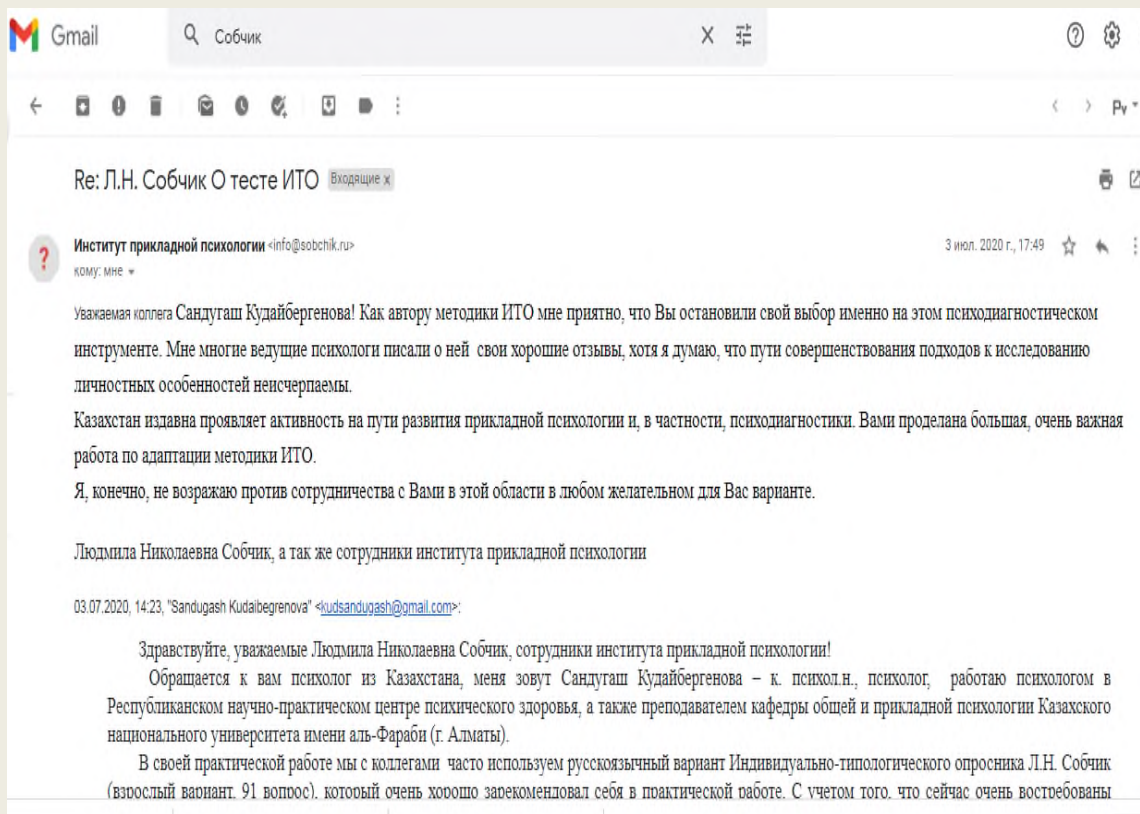 Gmail
Собчик
Ру
Re: Л.Н. Собчик О тесте ИТО Входящие x
Институт прикладной психологии <info@sobchik.ru>
3 июл. 2020 г., 17:49
кому: мне
Уважаемая коллега Сандугаш Кудайбергенова! Как автору методики ИТО мне приятно, что Вы остановили свой выбор именно на этом психодиагностическом
инструменте. Мне многие ведущие психологи писали о ней свои хорошие отзывы, хотя я думаю, что пути совершенствования подходов к исследованию
личностных особенностей неисчерпаемы.
Казахстан издавна проявляет активность на пути развития прикладной психологии и, в частности, психодиагностики. Вами проделана большая, очень важная
работа по адаптации методики ИТО.
Я, конечно, не возражаю против сотрудничества с Вами в этой области в любом желательном для Вас варианте.
Людмила Николаевна Собчик, а так же сотрудники института прикладной психологии
03.07.2020, 14:23, "Sandugash Kudaibegrenova" <kudsandugash@gmail.com>:
Здравствуйте, уважаемые Людмила Николаевна Собчик, сотрудники института прикладной психологии!
Обращается к вам психолог из Казахстана, меня зовут Сандугаш Кудайбергенова – к. психол.н., психолог, работаю психологом в
Республиканском научно-практическом центре психического здоровья, а также преподавателем кафедры общей и прикладной психологии Казахского
национального университета имени аль-Фараби (г. Алматы).
В своей практической работе мы с коллегами часто используем русскоязычный вариант Индивидуально-типологического опросника Л.Н. Собчик
(взрослый вариант, 91 вопрос), который очень хорошо зарекомендовал себя в практической работе. С учетом того, что сейчас очень востребованы